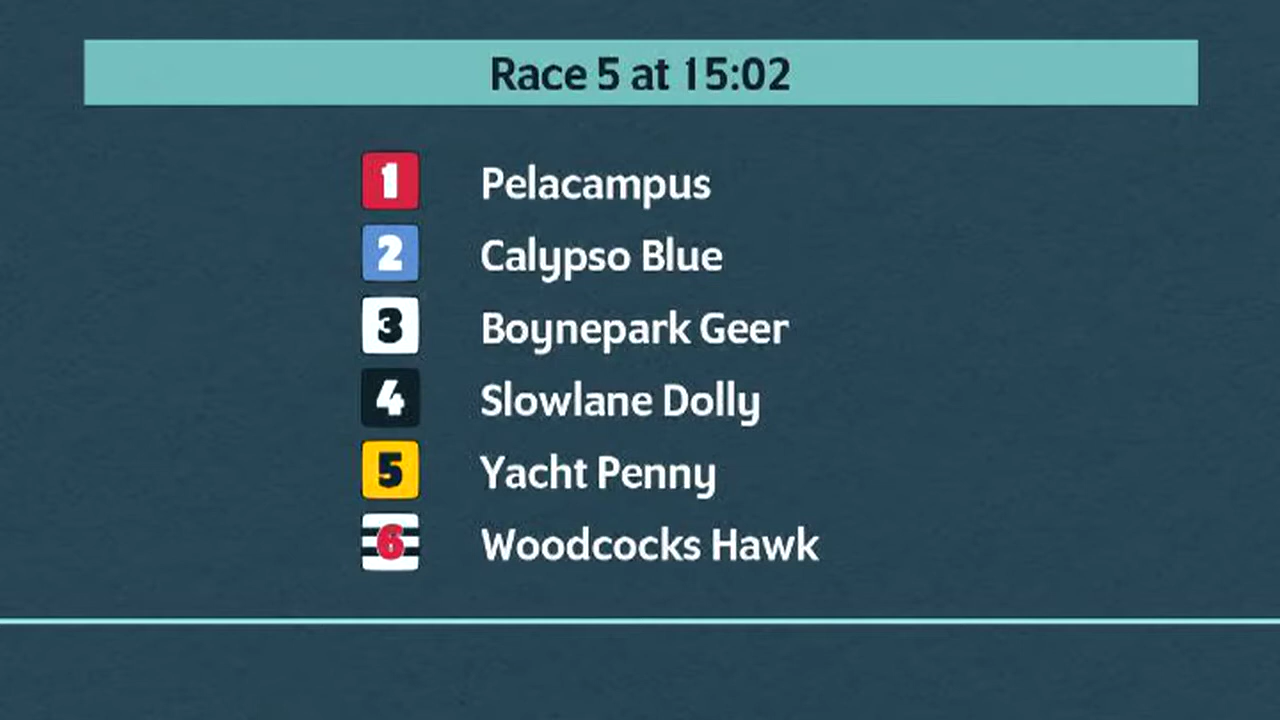 Race 5 at 15:02
1 Pelacampus
2 Calypso Blue
3 Boynepark Geer
4 Slowlane Dolly
5 Yacht Penny
6 Woodcocks Hawk